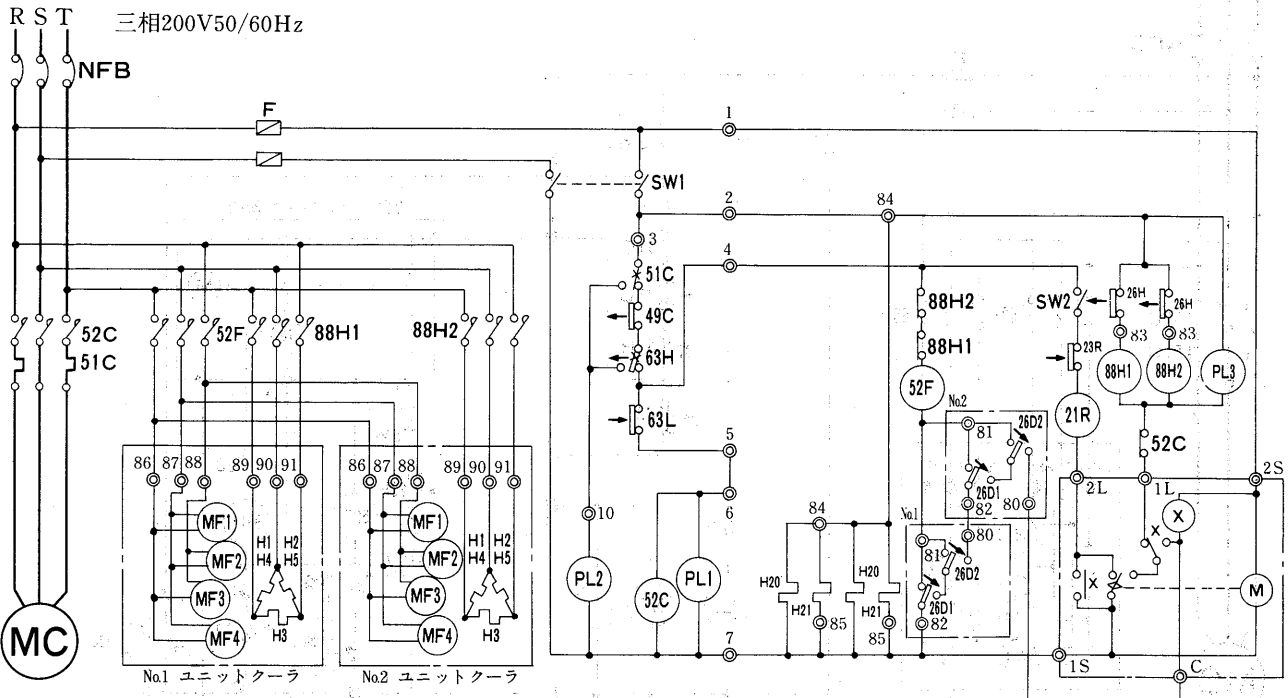 R S T 三相200V50/60Hz
NFB
F
1
SW1
2
84
3
4
51C
49C
63H
63L
88H2
88H1
52F
SW2
26H
26H
23R
83
83
88H1
88H2
PL3
21R
52C
52C
51C
52F
88H1
88H2
No.2
81
26D2
26D1
82
80
5
6
10
2L
1L
2S
86 87 88 89 90 91
86 87 88 89 90 91
MF1
MF2
MF3
MF4
H1
H4
H2
H5
H3
MF1
MF2
MF3
MF4
H1
H4
H2
H5
H3
PL2
52C
PL1
84
H20
H21
85
H20
H21
85
No.1
81
80
26D2
26D1
82
X
X
X
M
MC
7
1S
C
No.1 ユニットクーラ
No.2 ユニットクーラ